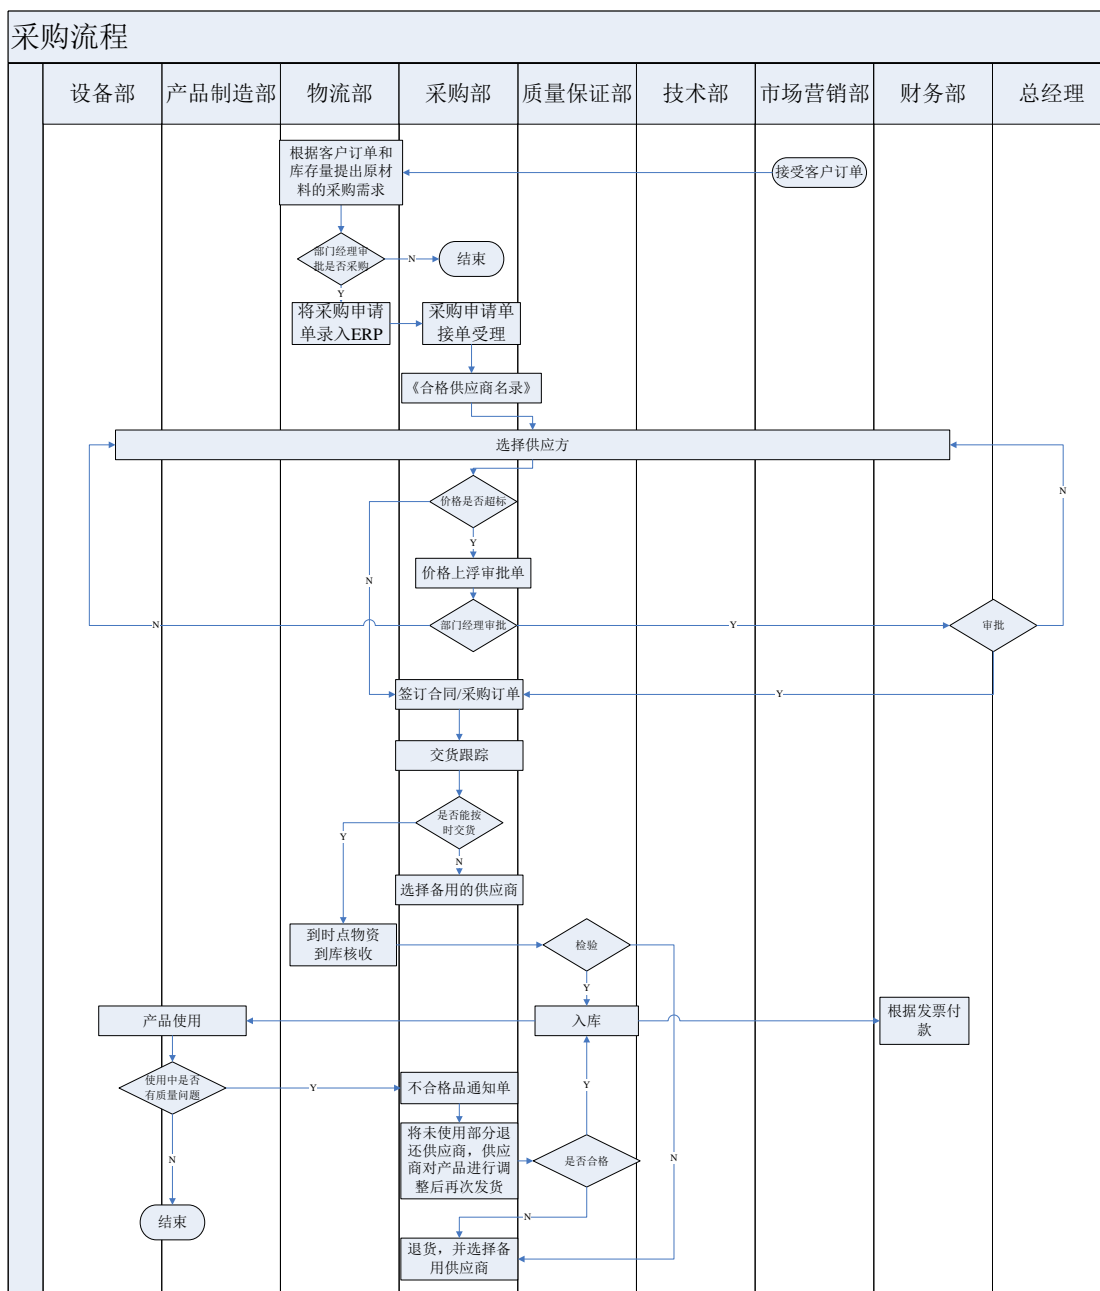 采购流程
设备部
产品制造部
物流部
采购部
质量保证部
技术部
市场营销部
财务部
总经理
根据客户订单和
库存量提出原材
料的采购需求
接受客户订单
部门经理审
批是否采购
N
结束
Y
将采购申请
单录入ERP
采购申请单
接单受理
《合格供应商名录》
选择供应方
N
价格是否超标
Y
价格上浮审批单
N
N
部门经理审批
Y
审批
签订合同/采购订单
Y
交货跟踪
是否能按
时交货
Y
N
选择备用的供应商
到时点物资
到库核收
检验
Y
产品使用
入库
根据发票付
款
使用中是否
有质量问题
Y
不合格品通知单
Y
将未使用部分退
还供应商，供应
商对产品进行调
整后再次发货
是否合格
N
N
结束
N
退货，并选择备
用供应商